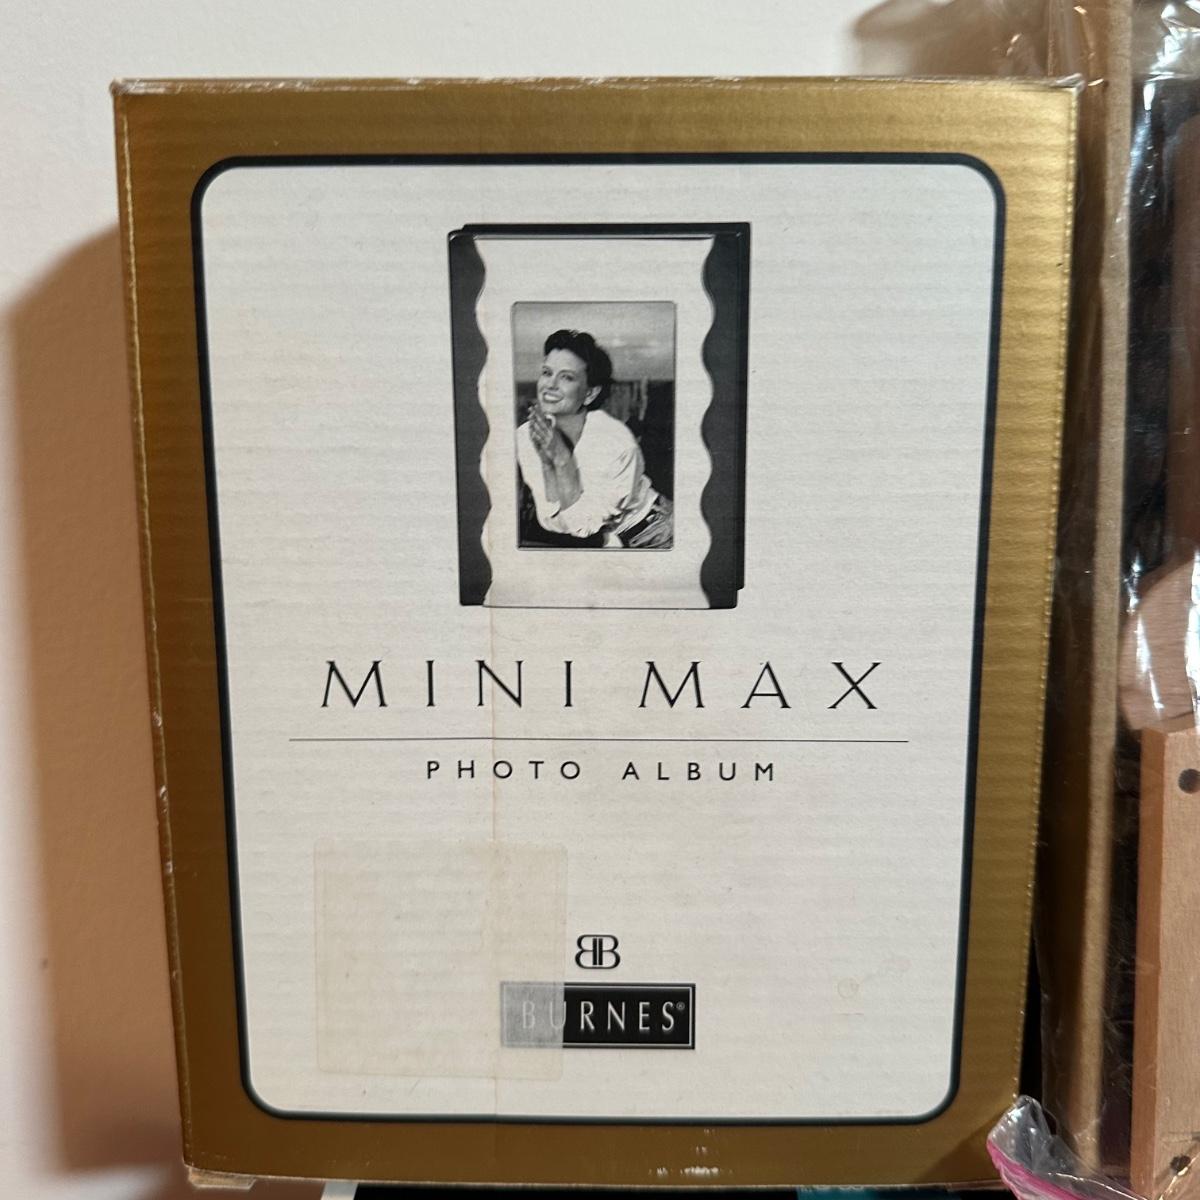 MINI MAX
PHOTO ALBUM
BB
BURNES®